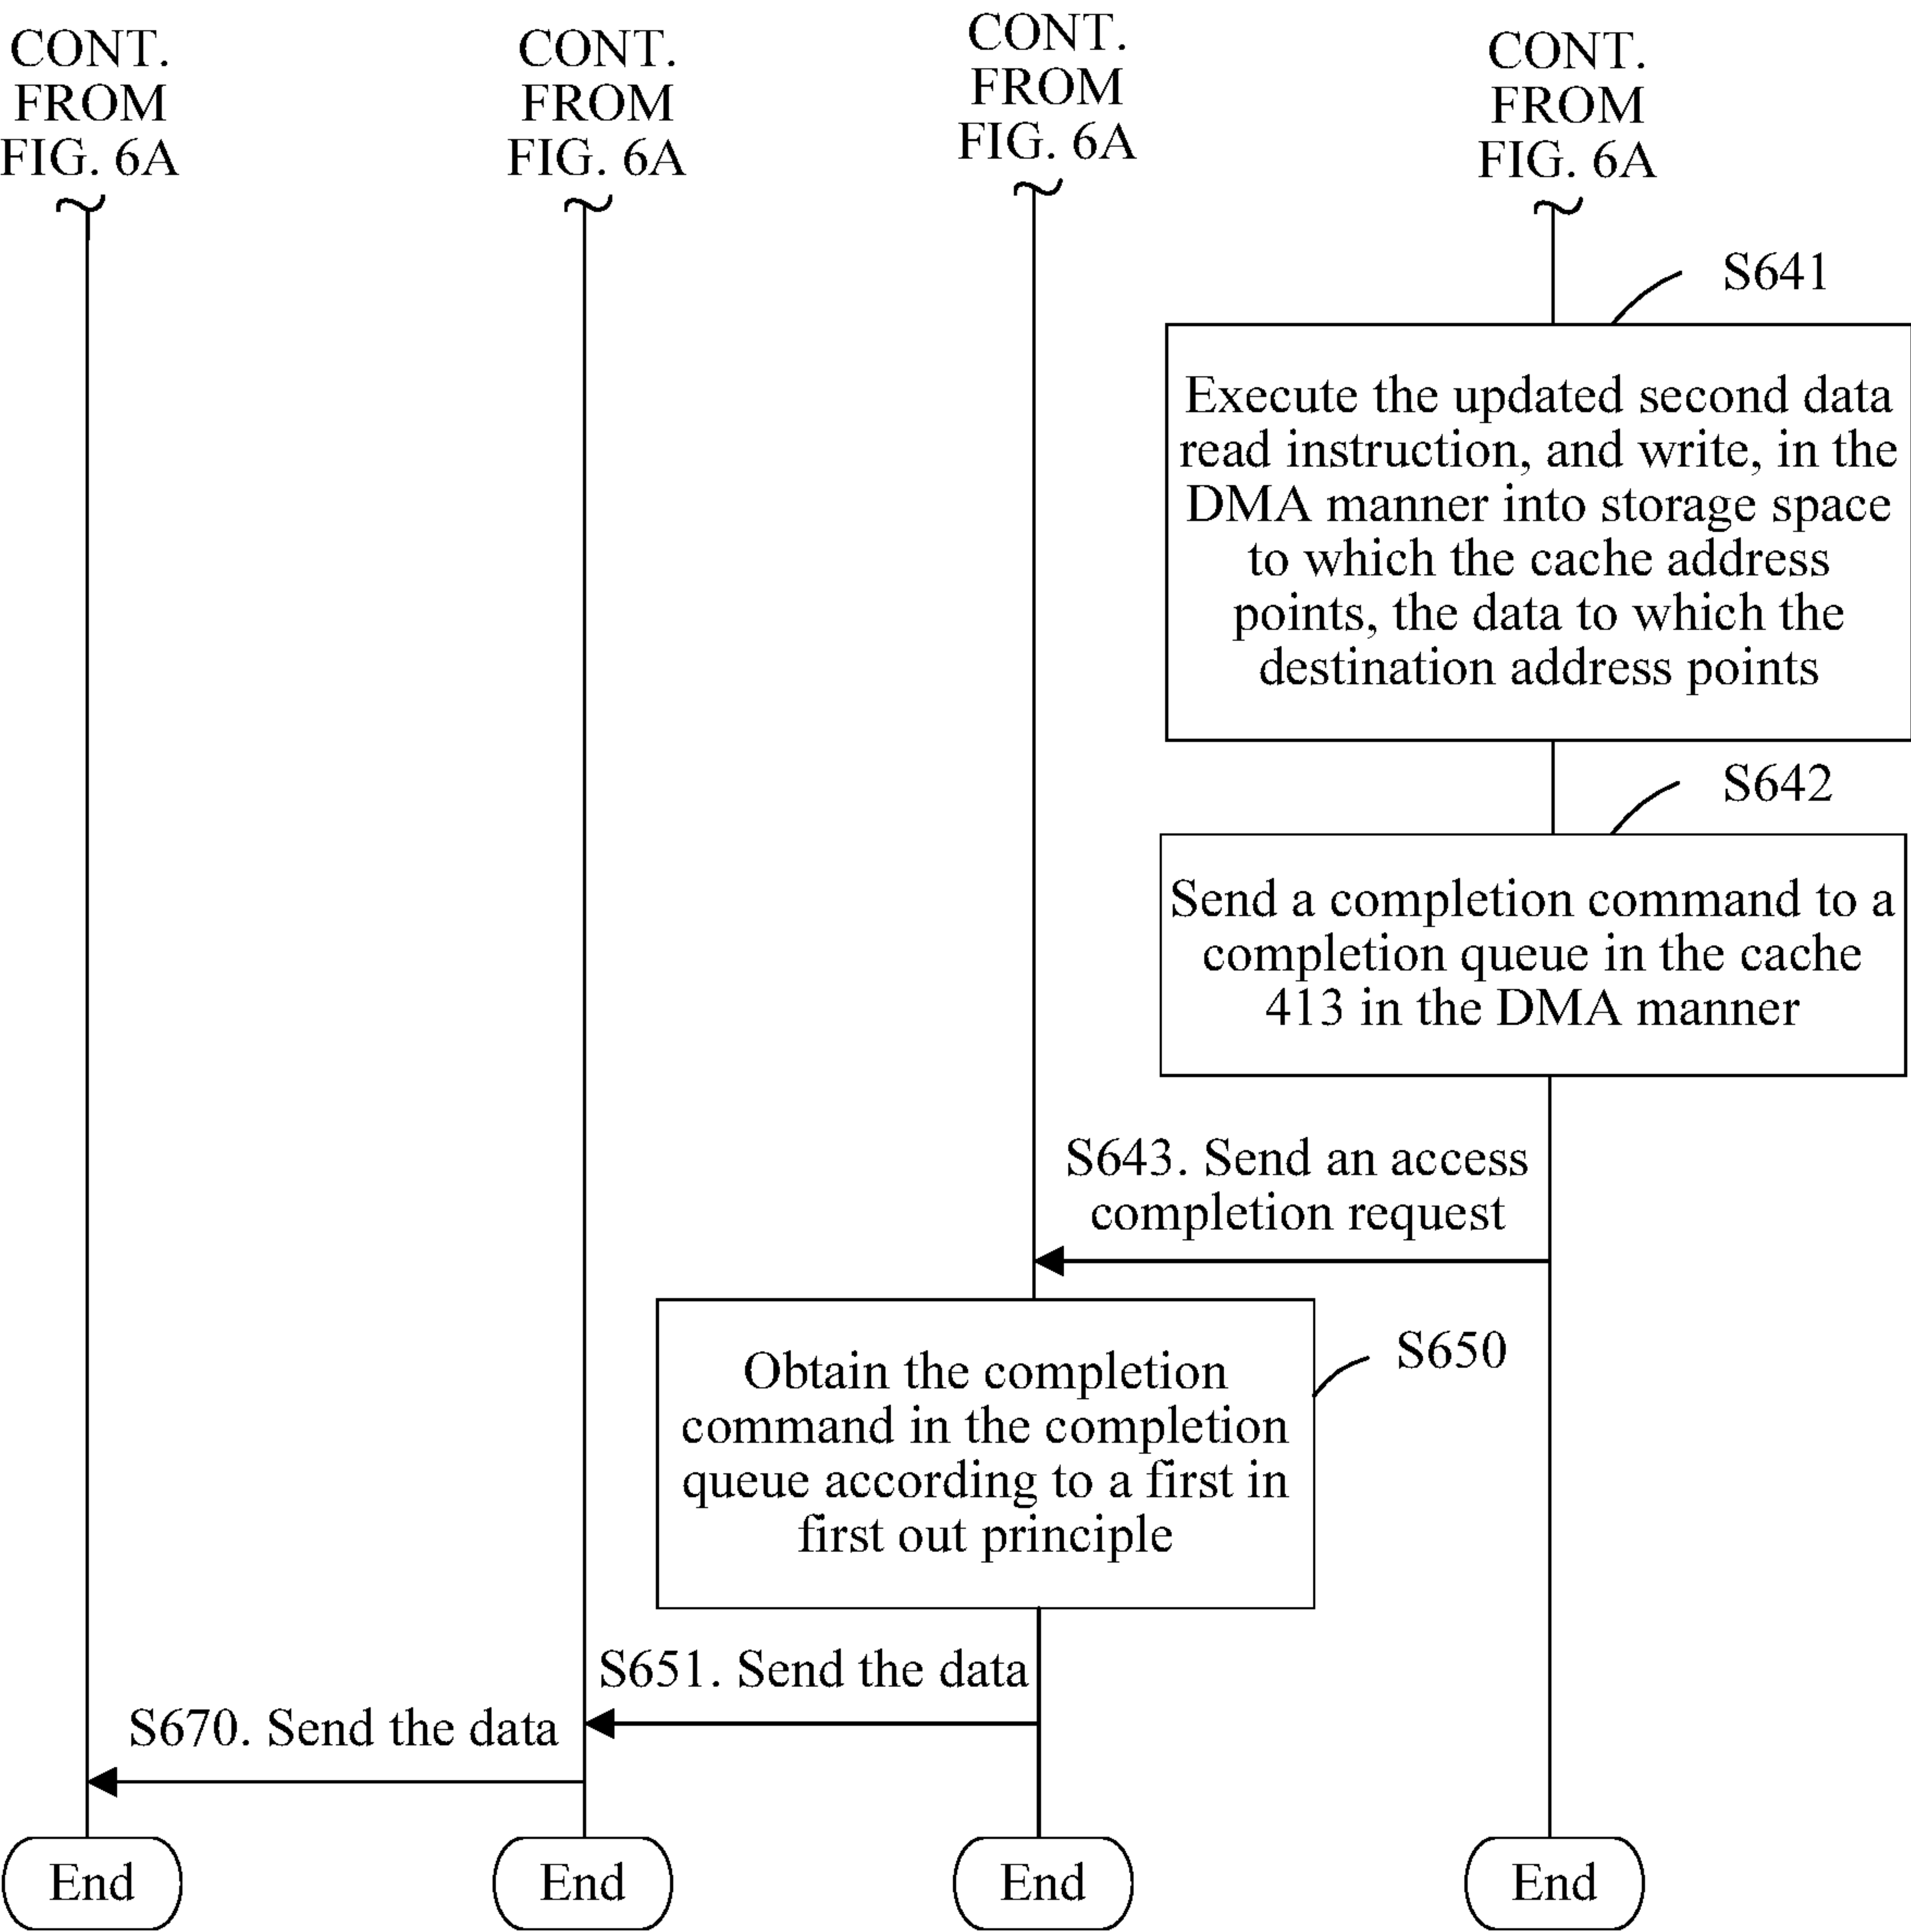 CONT.
FROM
FIG. 6A
CONT.
FROM
FIG. 6A
CONT.
FROM
FIG. 6A
CONT.
FROM
FIG. 6A
S641
Execute the updated second data
read instruction, and write, in the
DMA manner into storage space
to which the cache address
points, the data to which the
destination address points
S642
Send a completion command to a
completion queue in the cache
413 in the DMA manner
S643. Send an access
completion request
S650
Obtain the completion
command in the completion
queue according to a first in
first out principle
S651. Send the data
S670. Send the data
End
End
End
End